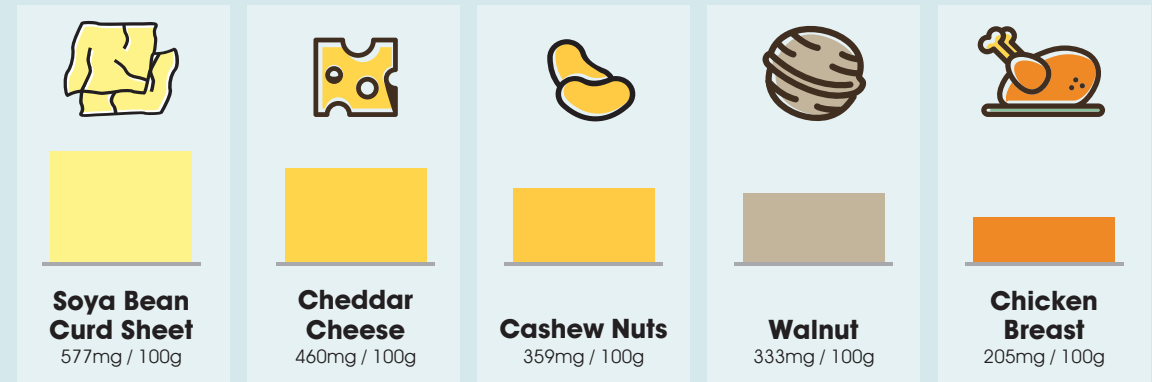 Soya Bean
Curd Sheet
577mg / 100g
Cheddar
Cheese
460mg / 100g
Cashew Nuts
359mg / 100g
Walnut
333mg / 100g
Chicken
Breast
205mg / 100g